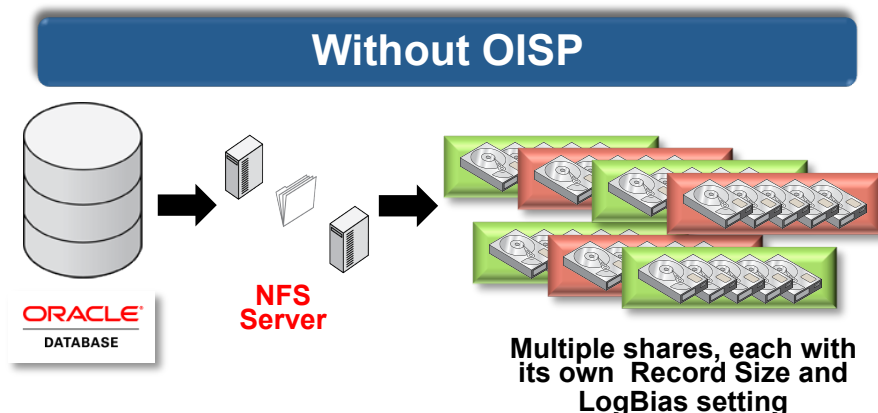 Without OISP
ORACLE®
DATABASE
NFS
Server
Multiple shares, each with
its own Record Size and
LogBias setting